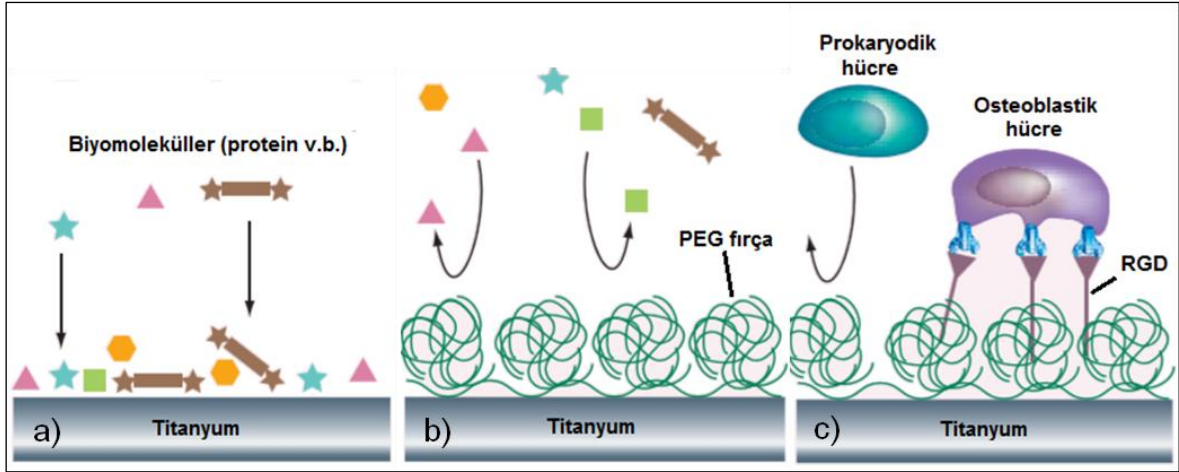 Biyomoleküller (protein v.b.)
a)
Titanyum
PEG fırça
b)
Titanyum
Prokaryodik
hücre
Osteoblastik
hücre
RGD
c)
Titanyum